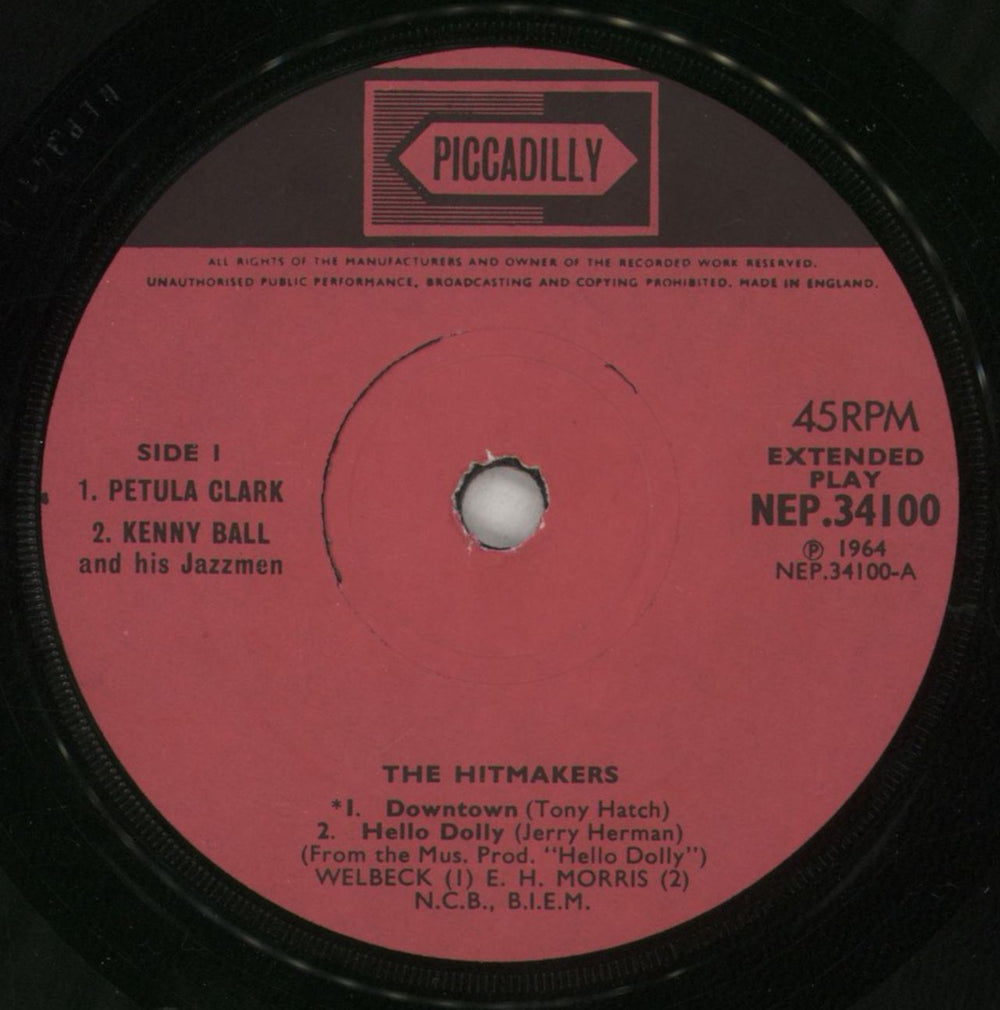 PICCADILLY
ALL RIGHTS OF THE MANUFACTURERS AND OWNER OF THE RECORDED WORK RESERVED.
UNAUTHORISED PUBLIC PERFORMANCE, BROADCASTING AND COPYING PROHIBITED. MADE IN ENGLAND.
SIDE 1
1. PETULA CLARK
2. KENNY BALL
and his Jazzmen
45RPM
EXTENDED
PLAY
NEP.34100
℗ 1964
NEP.34100-A
THE HITMAKERS
*1. Downtown (Tony Hatch)
2. Hello Dolly (Jerry Herman)
(From the Mus. Prod. "Hello Dolly")
WELBECK (1) E. H. MORRIS (2)
N.C.B., B.I.E.M.